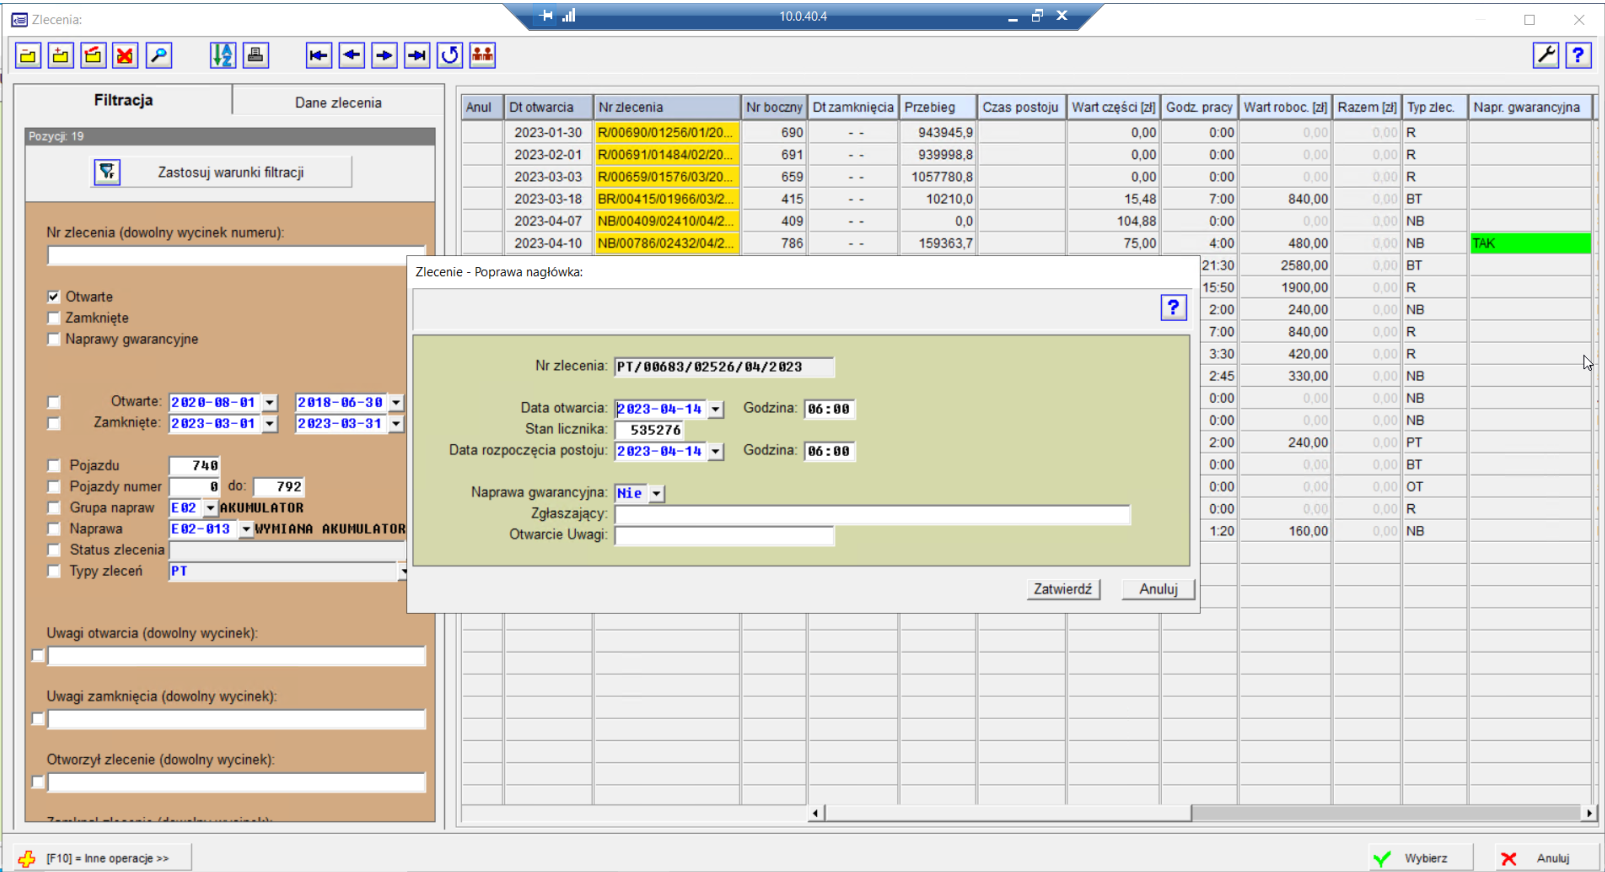 Zlecenia:
10.0.40.4
Filtracja
Dane zlecenia
Pozycji: 19
Zastosuj warunki filtracji
Nr zlecenia (dowolny wycinek numeru):
Otwarte
Zamknięte
Naprawy gwarancyjne
Otwarte: 2020-08-01 2018-06-30
Zamknięte: 2023-03-01 2023-03-31
Pojazdu 740
Pojazdy numer 0 do: 792
Grupa napraw E02 AKUMULATOR
Naprawa E02-013 WYMIANA AKUMULATOR
Status zlecenia
Typy zleceń PT
Uwagi otwarcia (dowolny wycinek):
Uwagi zamknięcia (dowolny wycinek):
Otworzył zlecenie (dowolny wycinek):
Anul Dt otwarcia Nr zlecenia Nr boczny Dt zamknięcia Przebieg Czas postoju Wart części [zł] Godz. pracy Wart roboc. [zł] Razem [zł] Typ zlec. Napr. gwarancyjna
2023-01-30 R/00690/01256/01/20... 690 - - 943945,9 0,00 0:00 0,00 0,00 R
2023-02-01 R/00691/01484/02/20... 691 - - 939998,8 0,00 0:00 0,00 0,00 R
2023-03-03 R/00659/01576/03/20... 659 - - 1057780,8 0,00 0:00 0,00 0,00 R
2023-03-18 BR/00415/01966/03/2... 415 - - 10210,0 15,48 7:00 840,00 0,00 BT
2023-04-07 NB/00409/02410/04/2... 409 - - 0,0 104,88 0:00 0,00 0,00 NB
2023-04-10 NB/00786/02432/04/2... 786 - - 159363,7 75,00 4:00 480,00 0,00 NB TAK
21:30 2580,00 0,00 BT
15:50 1900,00 0,00 R
2:00 240,00 0,00 NB
7:00 840,00 0,00 R
3:30 420,00 0,00 R
2:45 330,00 0,00 NB
0:00 0,00 0,00 NB
0:00 0,00 0,00 NB
2:00 240,00 0,00 PT
0:00 0,00 0,00 BT
0:00 0,00 0,00 OT
0:00 0,00 0,00 R
1:20 160,00 0,00 NB
Zlecenie - Poprawa nagłówka:
?
Nr zlecenia: PT/00683/02526/04/2023
Data otwarcia: 2023-04-14 Godzina: 06:00
Stan licznika: 535276
Data rozpoczęcia postoju: 2023-04-14 Godzina: 06:00
Naprawa gwarancyjna: Nie
Zgłaszający:
Otwarcie Uwagi:
Zatwierdź Anuluj
[F10] = Inne operacje >>
Wybierz
Anuluj